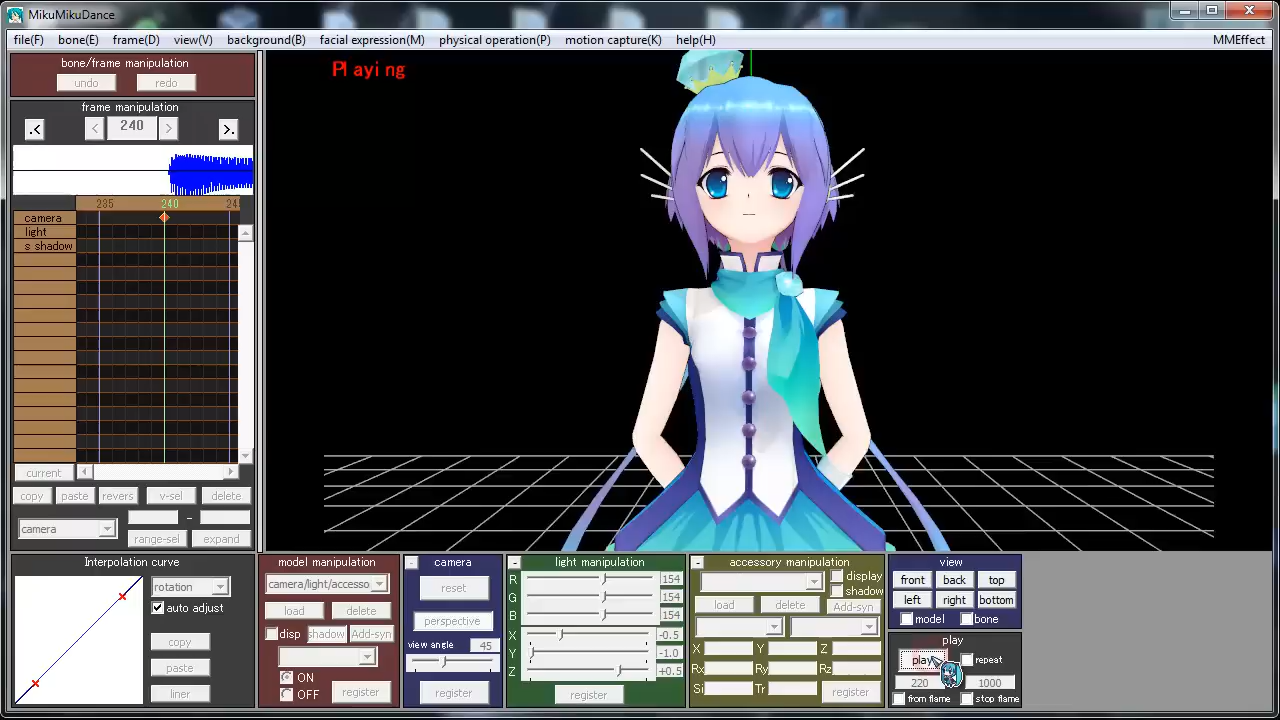 MikuMikuDance
file(F) bone(E) frame(D) view(V) background(B) facial expression(M) physical operation(P) motion capture(K) help(H) MMEffect
bone/frame manipulation
undo redo
frame manipulation
.< < 240 > >.
Playing
235 240 24
camera
light
s shadow
current
copy paste revers v-sel delete
camera -
range-sel expand
Interpolation curve
rotation
auto adjust
copy
paste
liner
model manipulation
camera/light/accesso
load delete
disp shadow Add-syn
ON
OFF register
- camera
reset
perspective
view angle 45
register
- light manipulation
R 154
G 154
B 154
X -0.5
Y -1.0
Z +0.5
register
- accessory manipulation
display
shadow
load delete Add-syn
X Y Z
Rx Ry Rz
Si Tr register
view
front back top
left right bottom
model bone
play
play repeat
220 1000
from flame stop flame